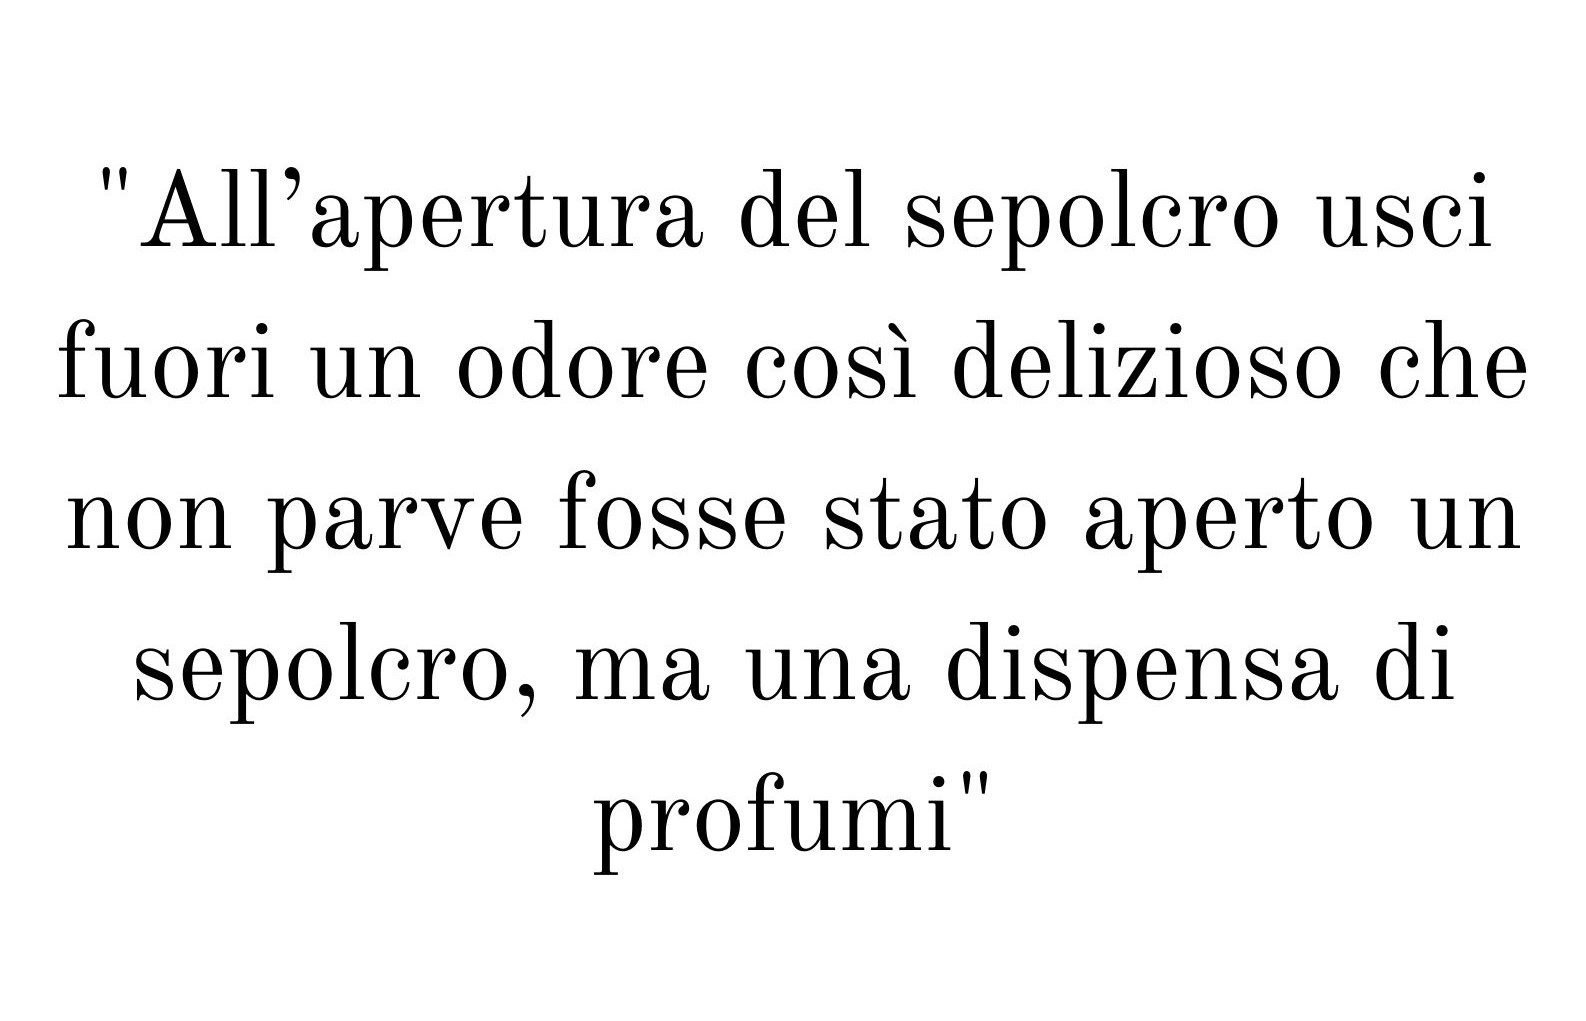 "All’apertura del sepolcro usci
fuori un odore così delizioso che
non parve fosse stato aperto un
sepolcro, ma una dispensa di
profumi"